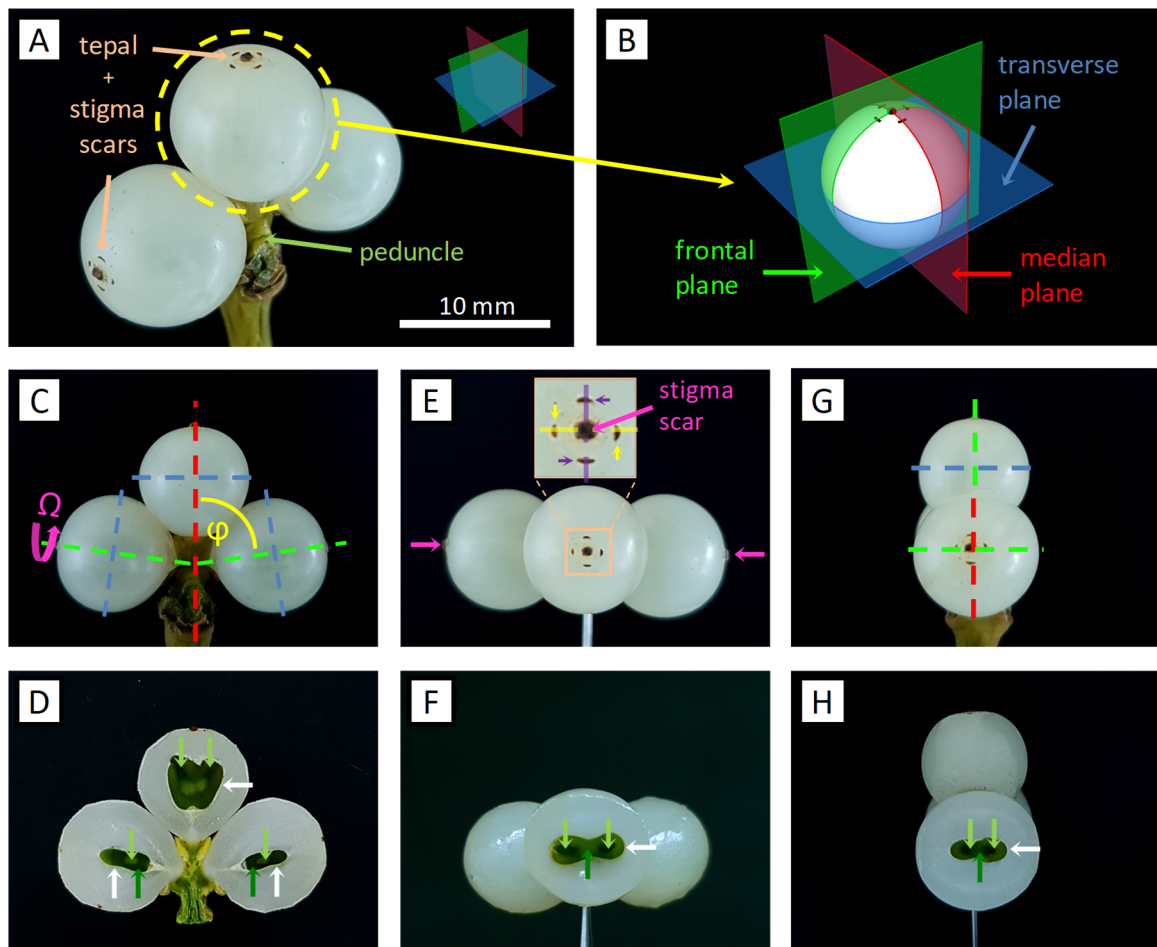 A
tepal
+
stigma
scars
peduncle
10 mm
B
transverse
plane
frontal
plane
median
plane
C
Ω
φ
E
stigma
scar
G
D
F
H